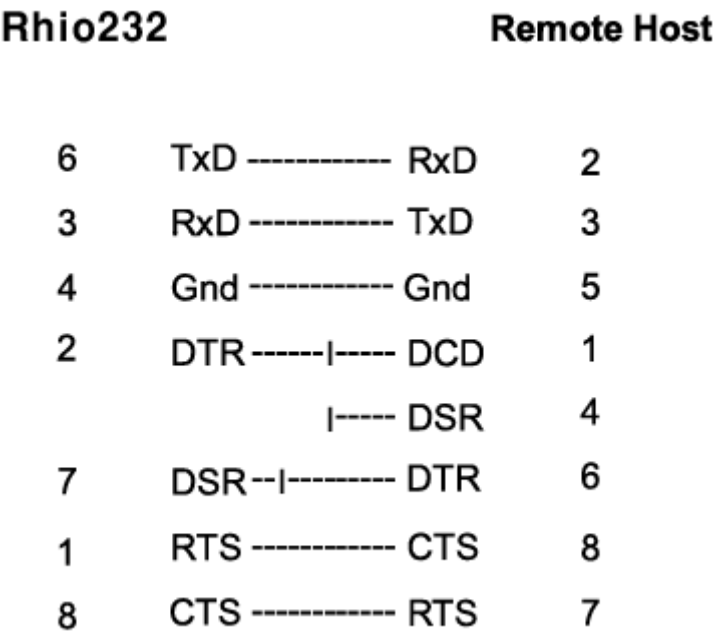 Rhio232 Remote Host
6 TxD ------------ RxD 2
3 RxD ------------ TxD 3
4 Gnd ------------ Gnd 5
2 DTR ------I----- DCD 1
I----- DSR 4
7 DSR --I--------- DTR 6
1 RTS ------------ CTS 8
8 CTS ------------ RTS 7